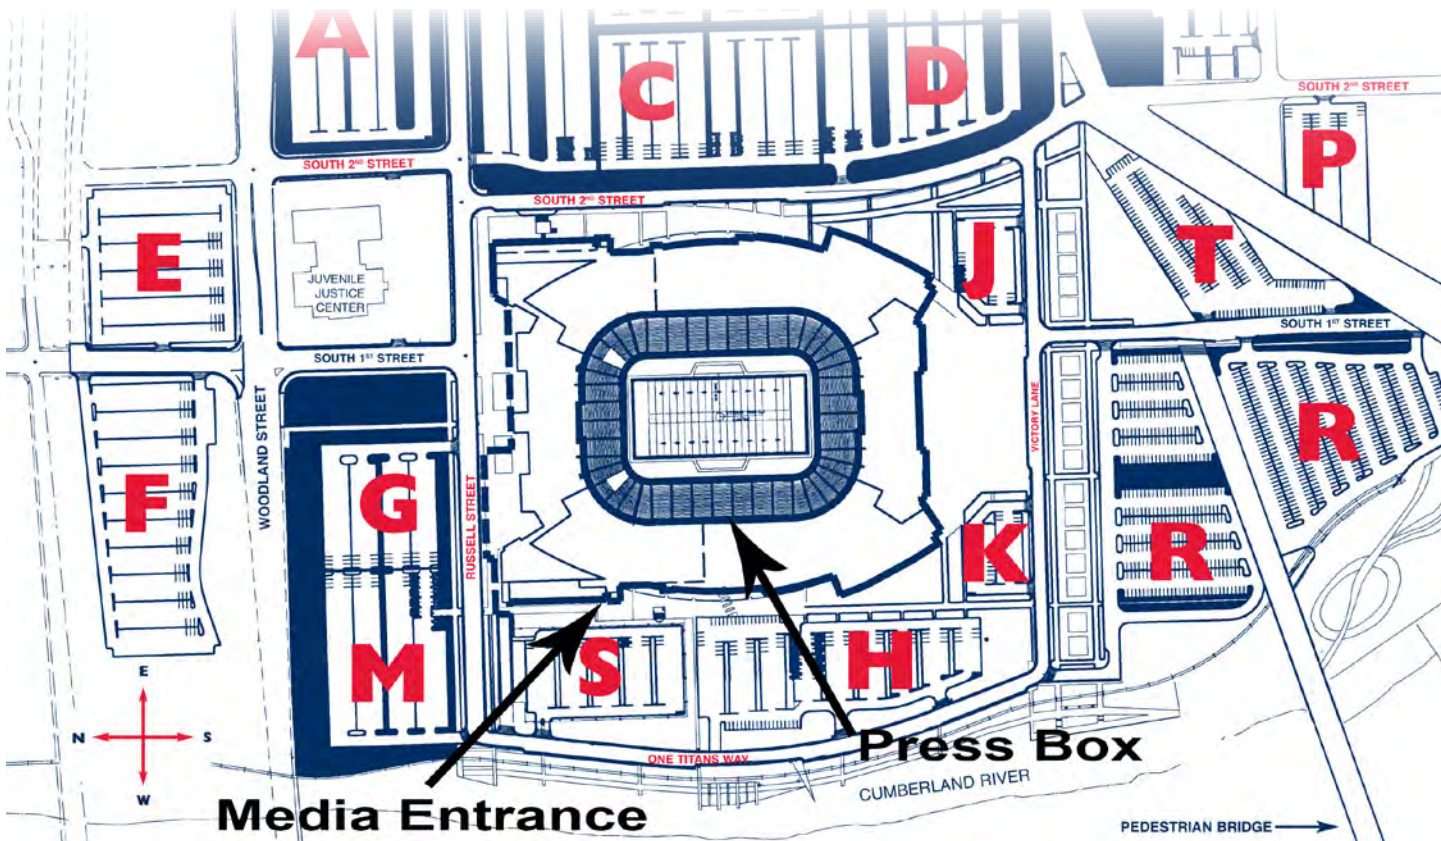 A
C
D
SOUTH 2ND STREET
P
SOUTH 2ND STREET
SOUTH 2ND STREET
E
JUVENILE
JUSTICE
CENTER
J
T
SOUTH 1ST STREET
SOUTH 1ST STREET
WOODLAND STREET
RUSSELL STREET
VICTORY LANE
F
G
R
R
K
M
S
H
E
N
S
W
ONE TITANS WAY
Press Box
CUMBERLAND RIVER
Media Entrance
PEDESTRIAN BRIDGE